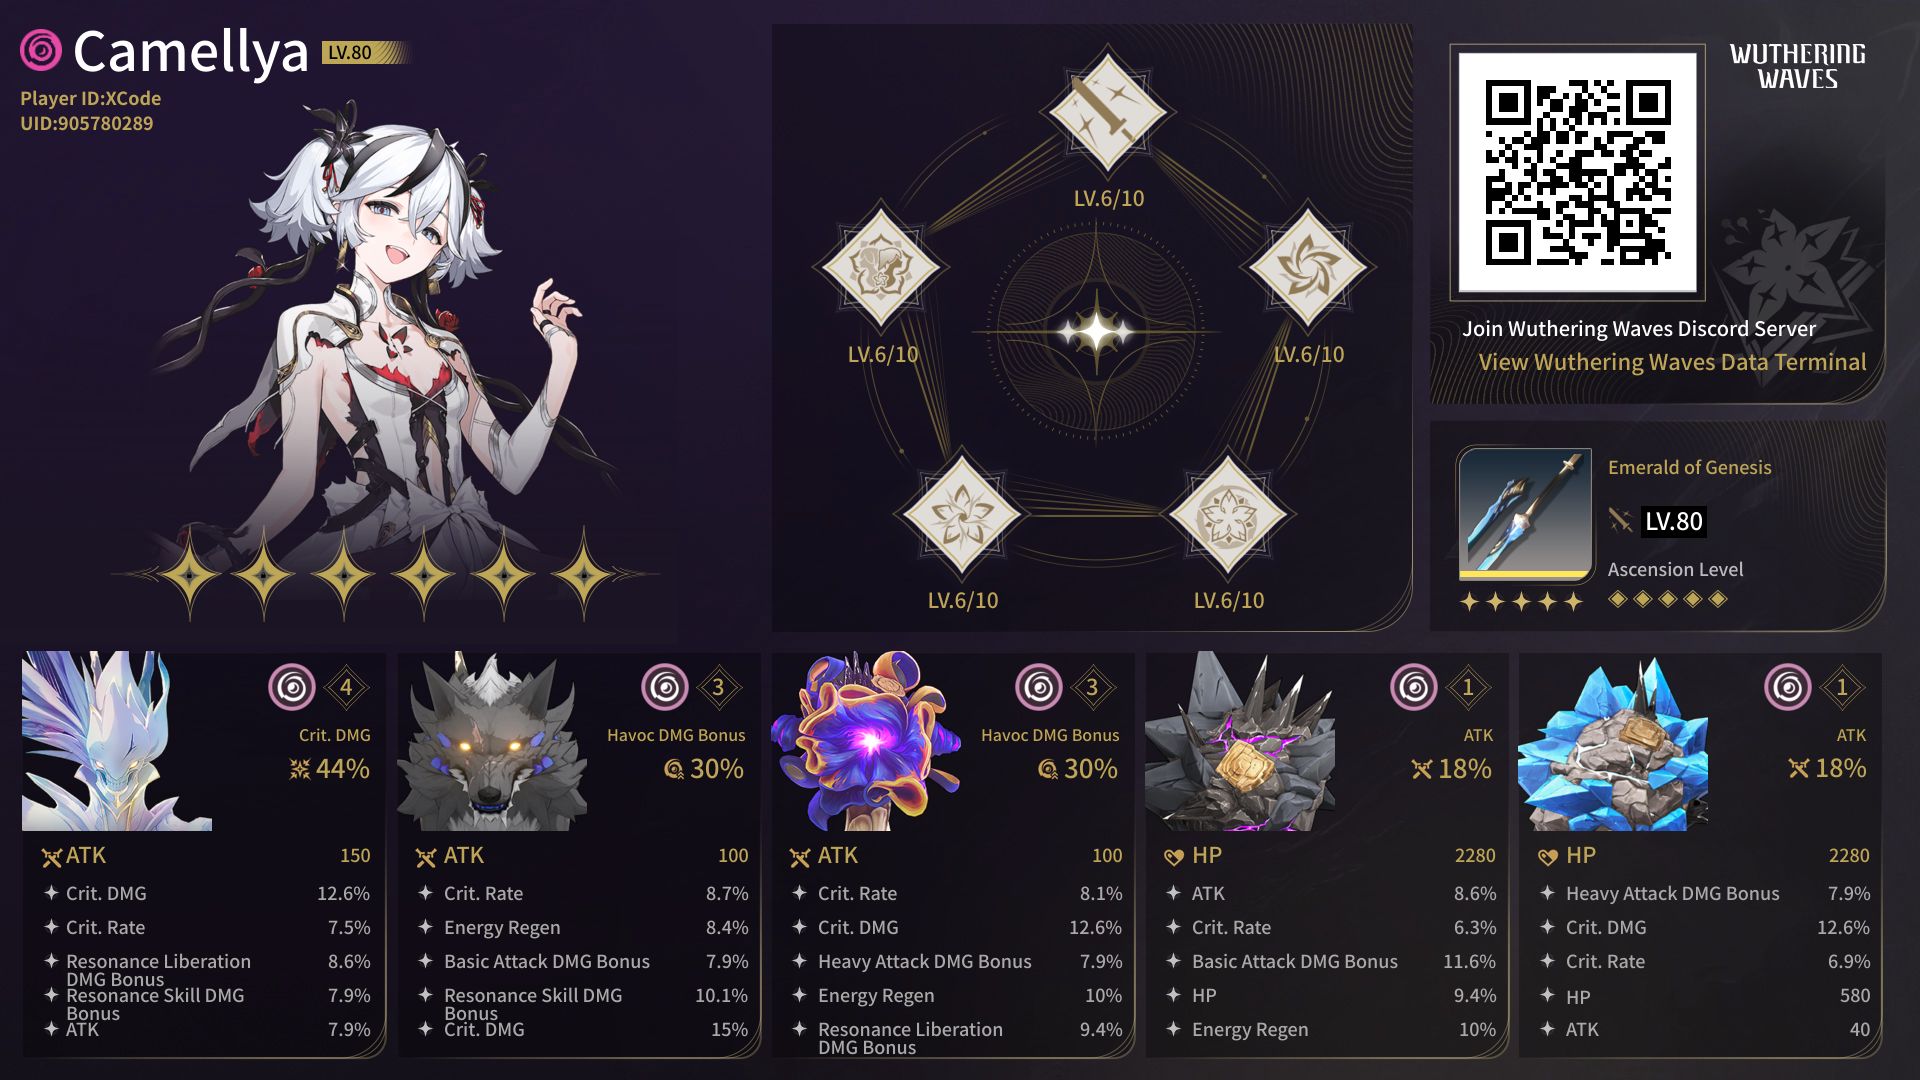 Camellya LV.80
Player ID:XCode
UID:905780289
LV.6/10
LV.6/10
LV.6/10
LV.6/10
LV.6/10
WUTHERING
WAVES
Join Wuthering Waves Discord Server
View Wuthering Waves Data Terminal
Emerald of Genesis
LV.80
Ascension Level
4
Crit. DMG
44%
ATK 150
Crit. DMG 12.6%
Crit. Rate 7.5%
Resonance Liberation 8.6%
DMG Bonus
Resonance Skill DMG 7.9%
Bonus
ATK 7.9%
3
Havoc DMG Bonus
30%
ATK 100
Crit. Rate 8.7%
Energy Regen 8.4%
Basic Attack DMG Bonus 7.9%
Resonance Skill DMG 10.1%
Bonus
Crit. DMG 15%
3
Havoc DMG Bonus
30%
ATK 100
Crit. Rate 8.1%
Crit. DMG 12.6%
Heavy Attack DMG Bonus 7.9%
Energy Regen 10%
Resonance Liberation 9.4%
DMG Bonus
1
ATK
18%
HP 2280
ATK 8.6%
Crit. Rate 6.3%
Basic Attack DMG Bonus 11.6%
HP 9.4%
Energy Regen 10%
1
ATK
18%
HP 2280
Heavy Attack DMG Bonus 7.9%
Crit. DMG 12.6%
Crit. Rate 6.9%
HP 580
ATK 40